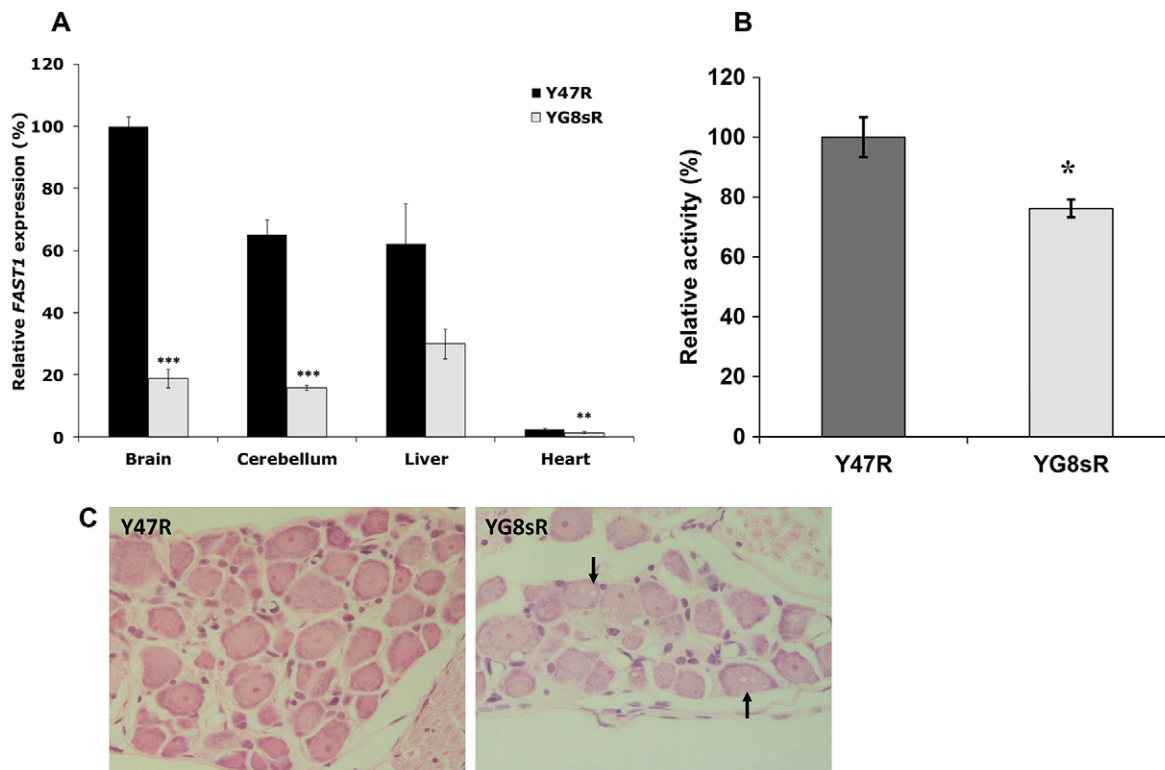 A
Relative FAST1 expression (%)
120
100
80
60
40
20
0
Y47R
YG8sR
***
***
**
Brain Cerebellum Liver Heart
B
Relative activity (%)
120
100
80
60
40
20
0
*
Y47R YG8sR
C
Y47R
YG8sR